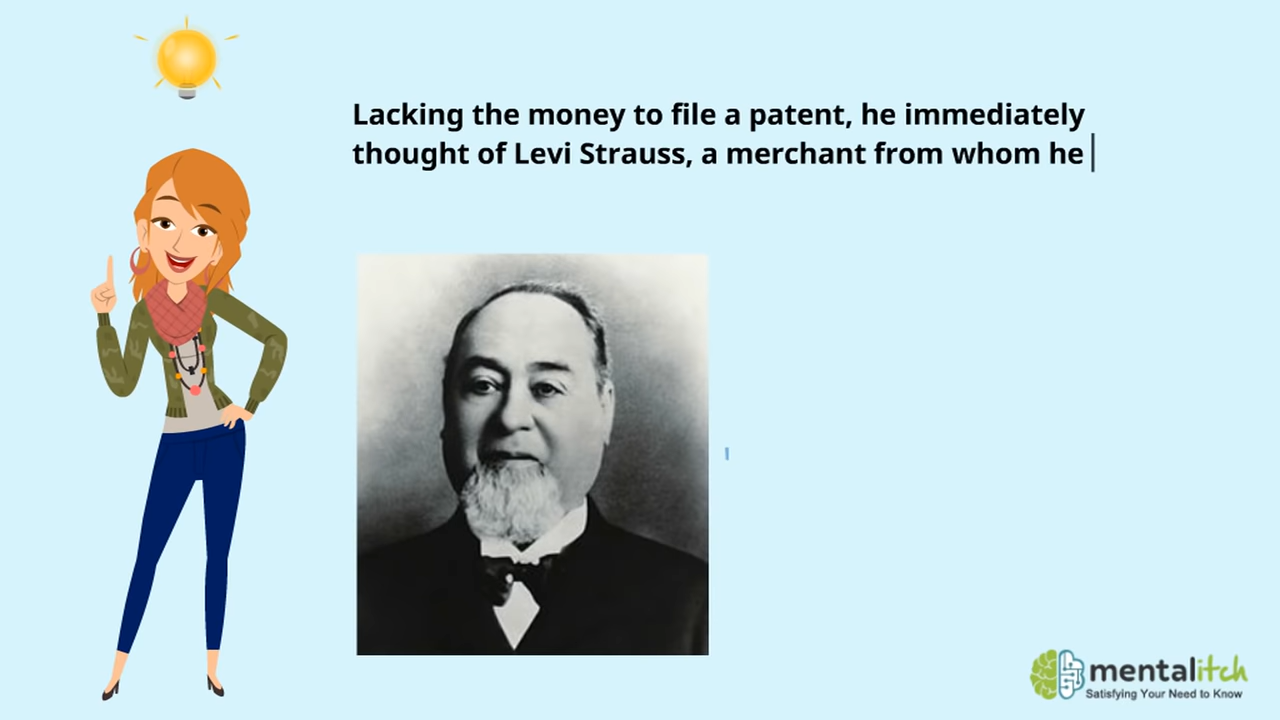 Lacking the money to file a patent, he immediately
thought of Levi Strauss, a merchant from whom he
mentalitch
Satisfying Your Need to Know